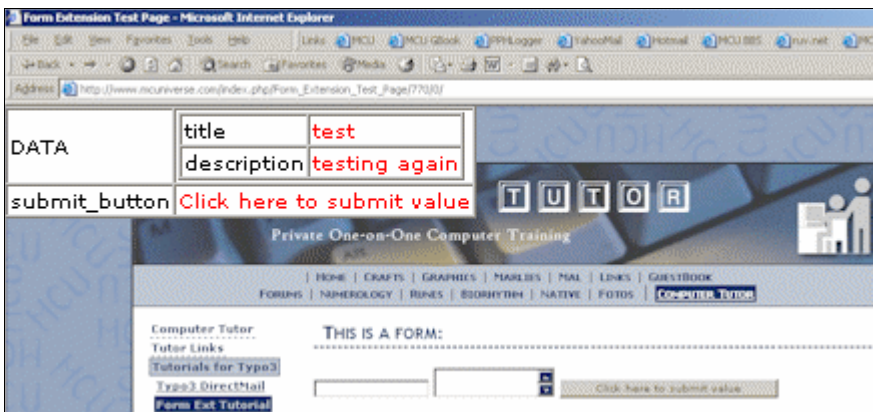 Form Extension Test Page - Microsoft Internet Explorer
File Edit View Favorites Tools Help Links MCU MCU GBook PPHLogger YahooMail Hotmail MCU BBS ruv.net
Back Search Favorites Media
Address http://www.mcuniverse.com/index.php/Form_Extension_Test_Page/770/0/
DATA
title test
description testing again
submit_button Click here to submit value
TUTOR
Private One-on-One Computer Training
| HOME | CRAFTS | GRAPHICS | MARLIES | MAL | LINKS | GUESTBOOK
FORUMS | NUMEROLOGY | RUNES | BIORHYTHM | NATIVE | FOTOS | COMPUTER TUTOR
Computer Tutor
THIS IS A FORM:
Tutor Links
Tutorials for Typo3
Typo3 DirectMail
Click here to submit value
Form Ext Tutorial